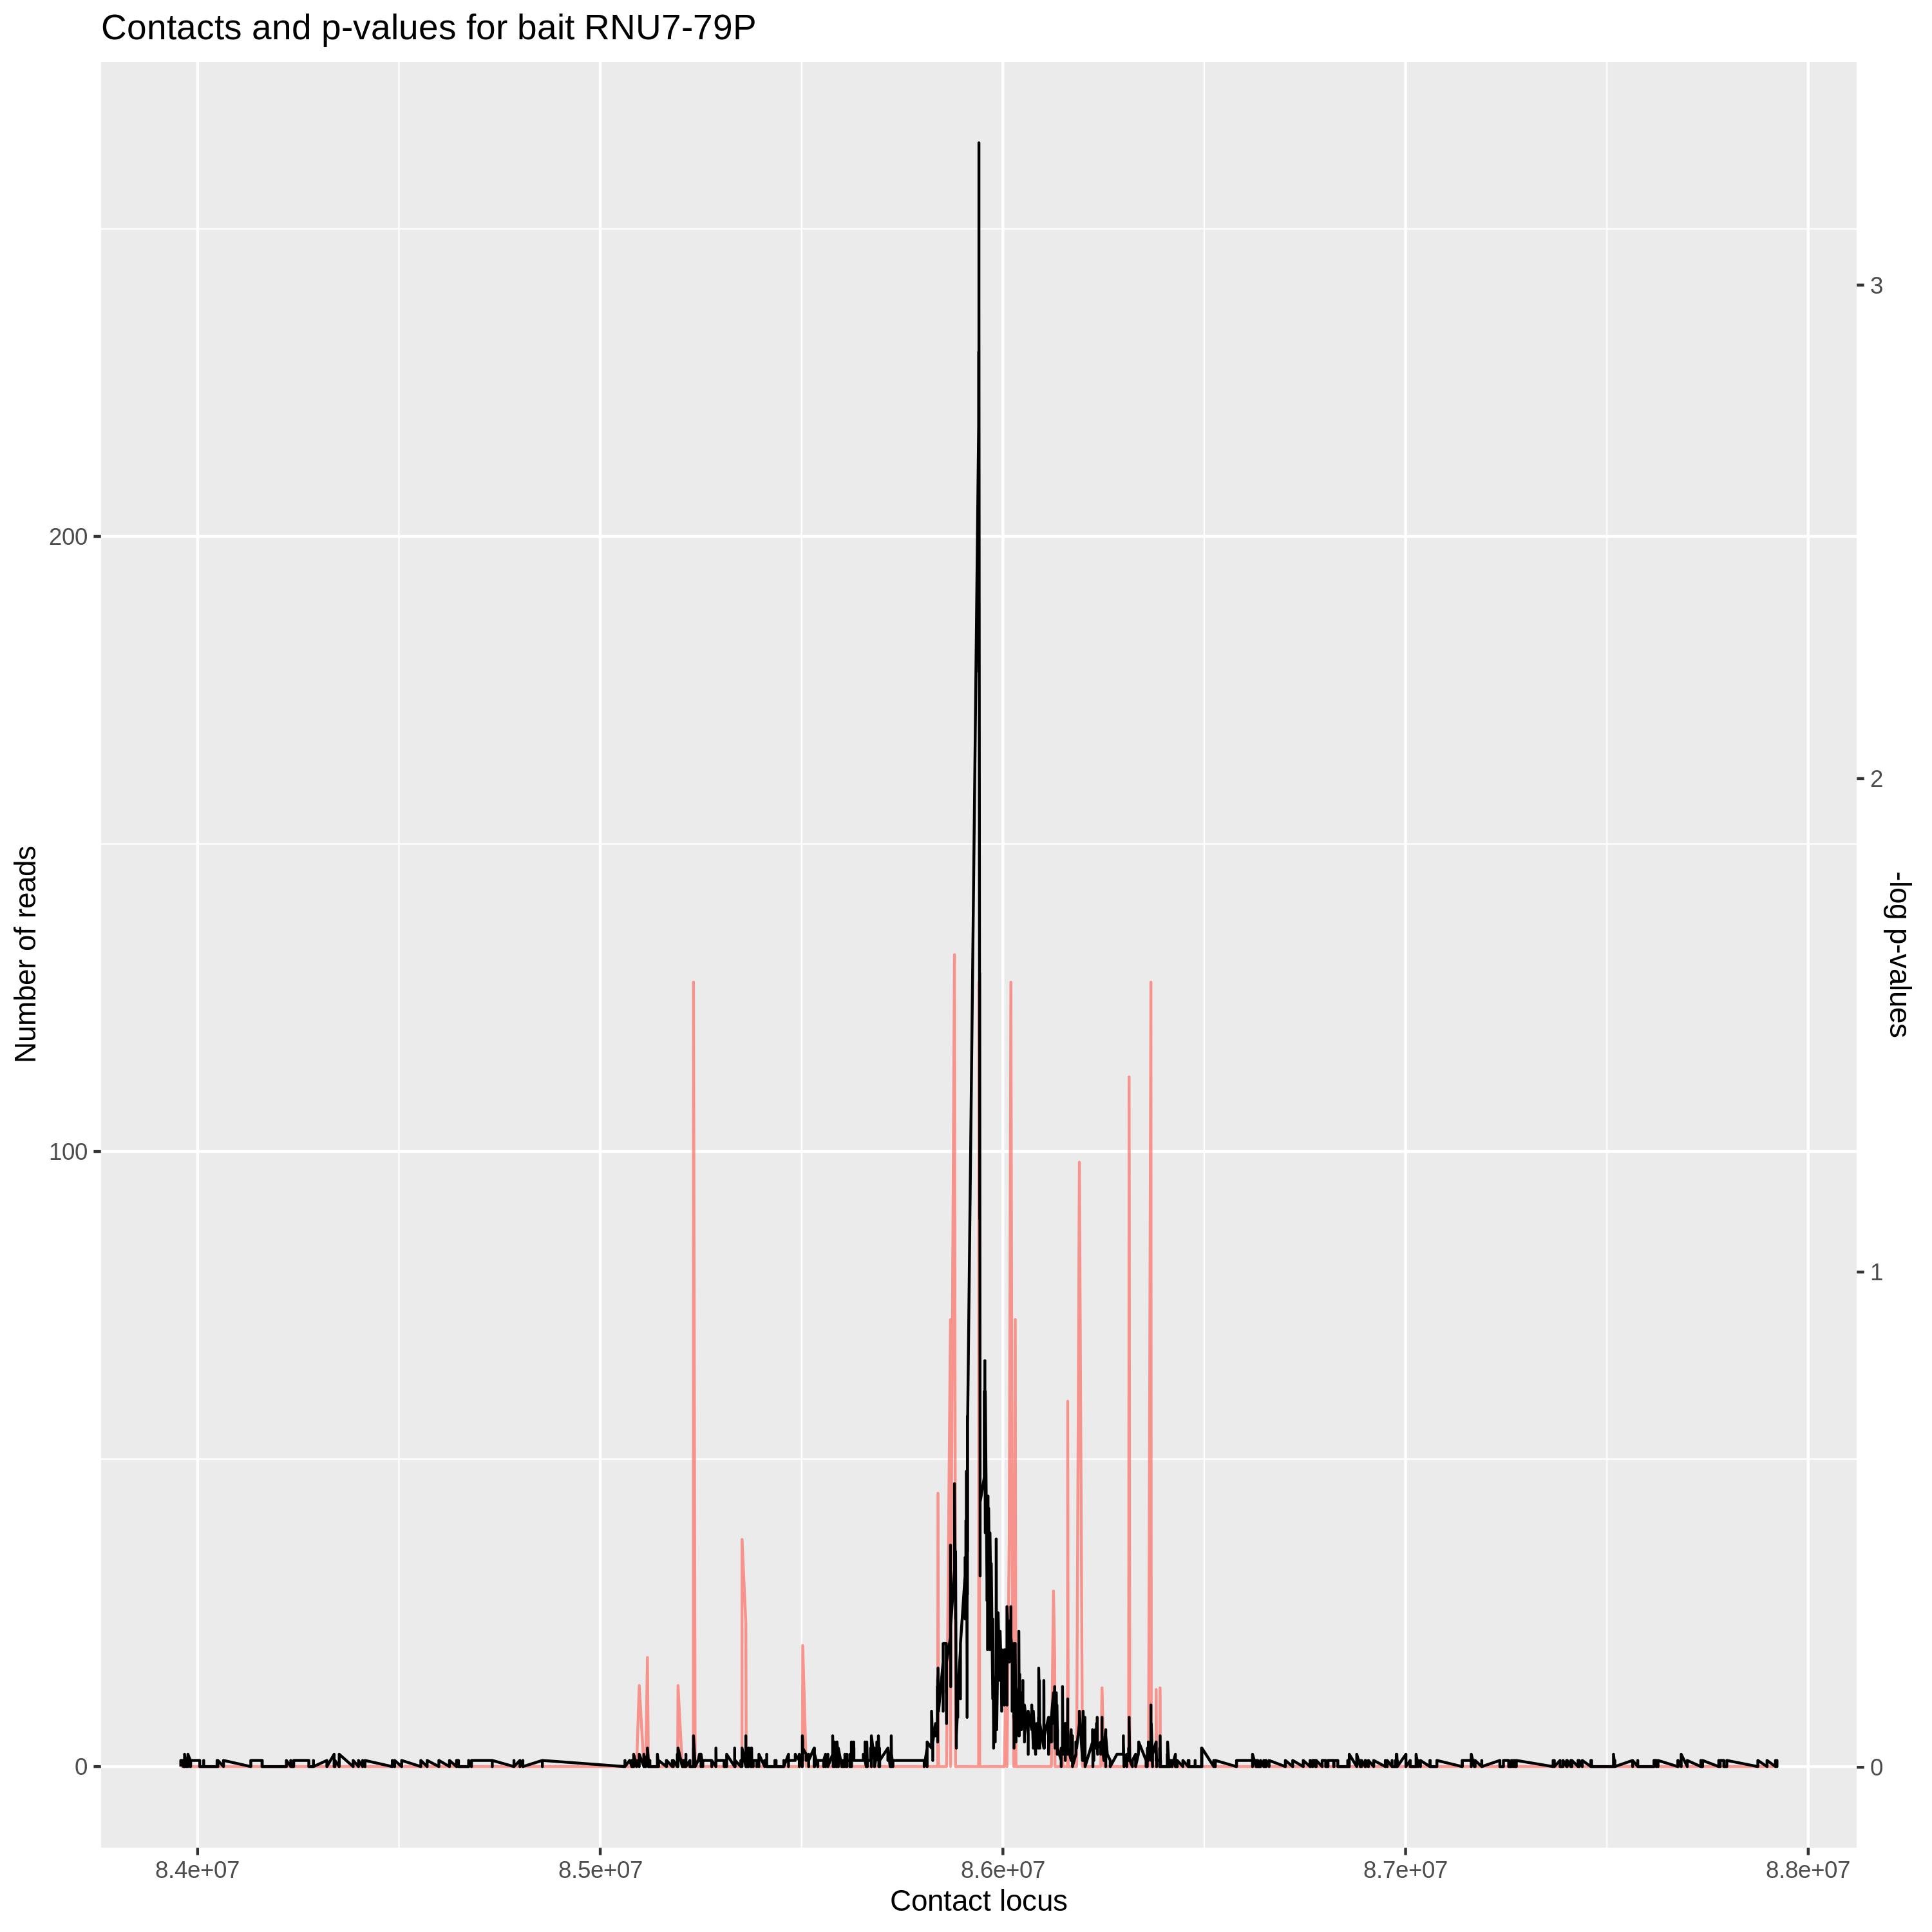 Contacts and p-values for bait RNU7-79P
Number of reads
200
100
0
3
2
1
0
-log p-values
8.4e+07
8.5e+07
8.6e+07
8.7e+07
8.8e+07
Contact locus